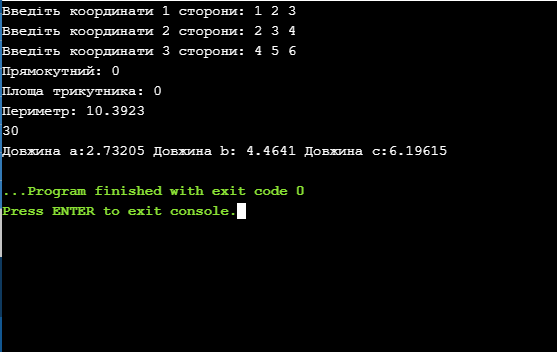 Введіть координати 1 сторони: 1 2 3
Введіть координати 2 сторони: 2 3 4
Введіть координати 3 сторони: 4 5 6
Прямокутний: 0
Площа трикутника: 0
Периметр: 10.3923
30
Довжина a:2.73205 Довжина b: 4.4641 Довжина c:6.19615
...Program finished with exit code 0
Press ENTER to exit console.